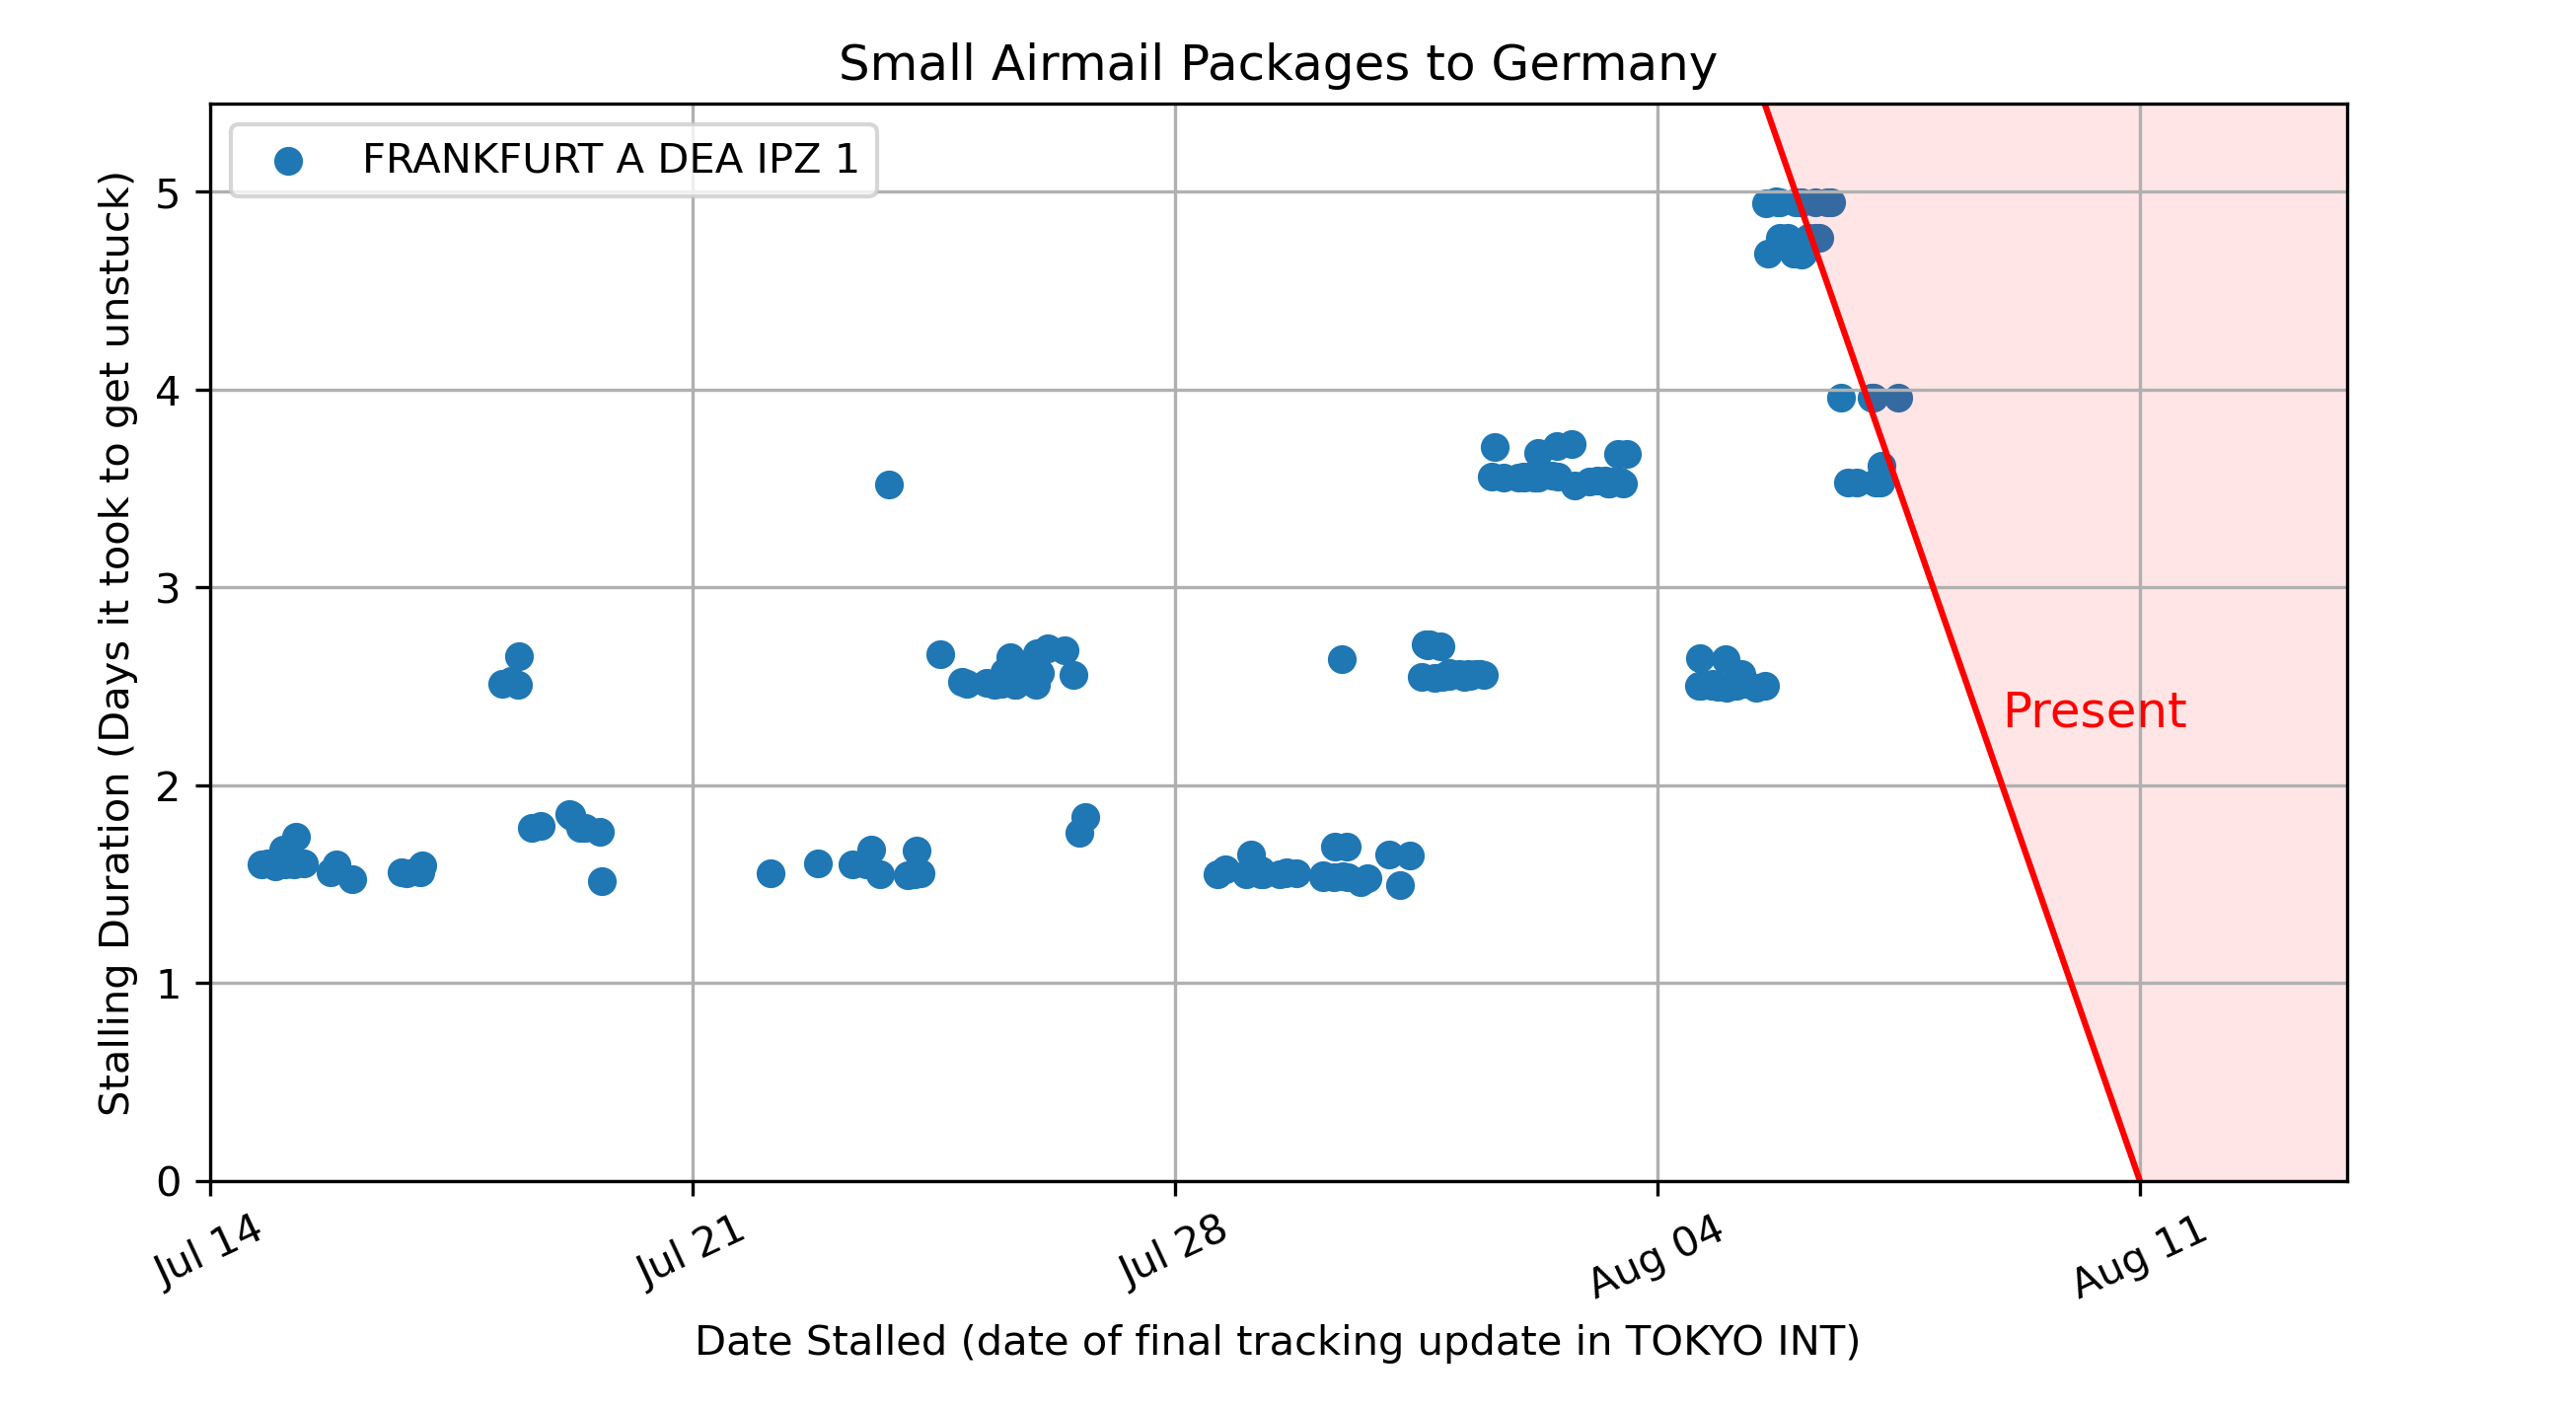 Small Airmail Packages to Germany
FRANKFURT A DEA IPZ 1
Stalling Duration (Days it took to get unstuck)
5
4
3
2
1
0
Present
Jul 14
Jul 21
Jul 28
Aug 04
Aug 11
Date Stalled (date of final tracking update in TOKYO INT)